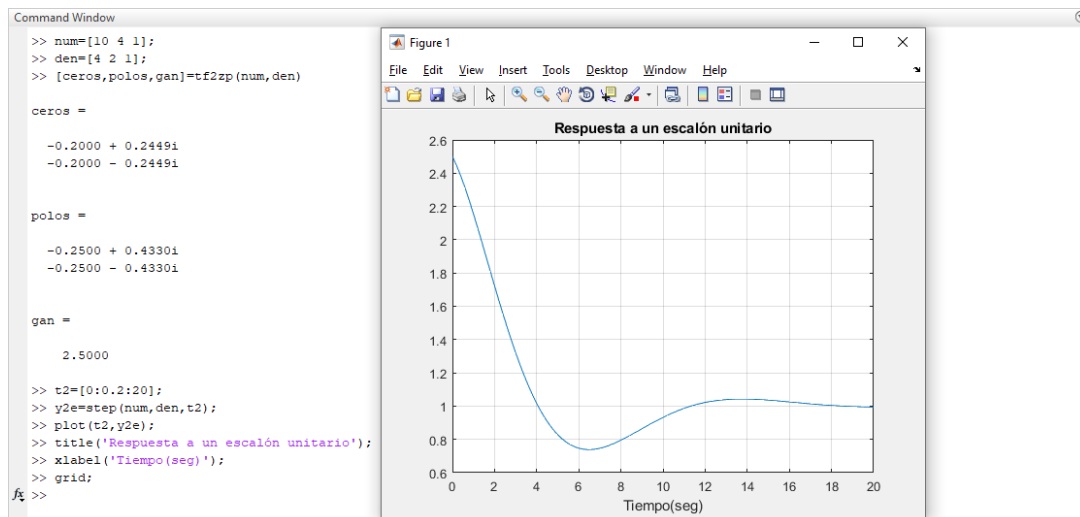 Command Window
>> num=[10 4 1];
>> den=[4 2 1];
>> [ceros,polos,gan]=tf2zp(num,den)
ceros =
-0.2000 + 0.2449i
-0.2000 - 0.2449i
polos =
-0.2500 + 0.4330i
-0.2500 - 0.4330i
gan =
2.5000
>> t2=[0:0.2:20];
>> y2e=step(num,den,t2);
>> plot(t2,y2e);
>> title('Respuesta a un escalón unitario');
>> xlabel('Tiempo(seg)');
>> grid;
fx >>
Figure 1
File Edit View Insert Tools Desktop Window Help
Respuesta a un escalón unitario
2.6
2.4
2.2
2
1.8
1.6
1.4
1.2
1
0.8
0.6
0 2 4 6 8 10 12 14 16 18 20
Tiempo(seg)